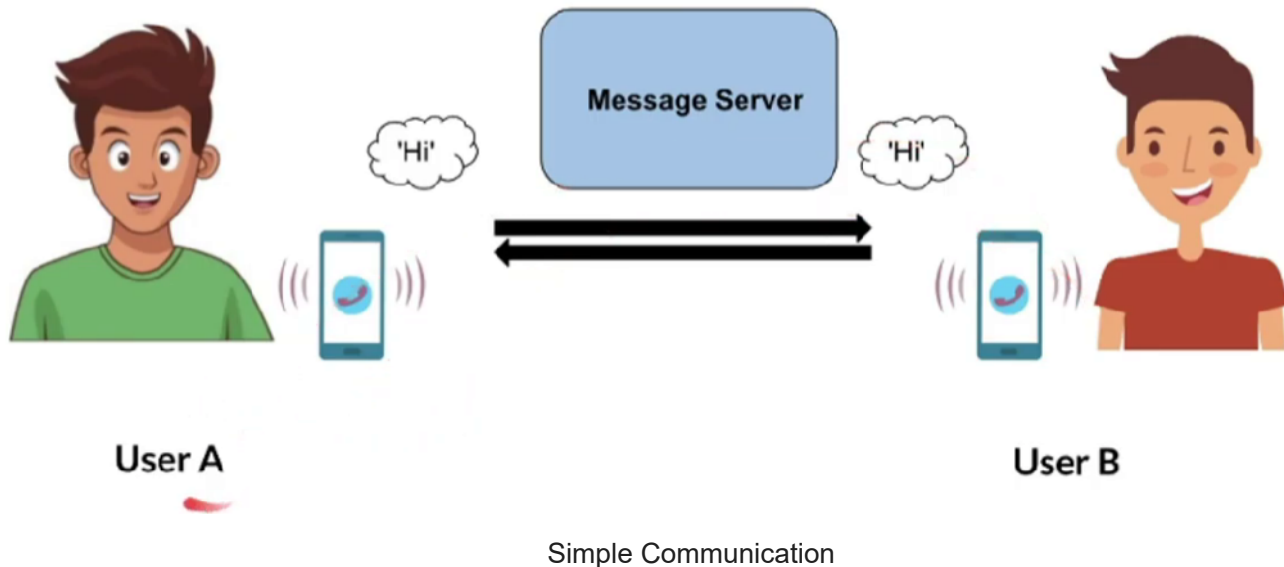 Message Server
'Hi'
'Hi'
User A
User B
Simple Communication